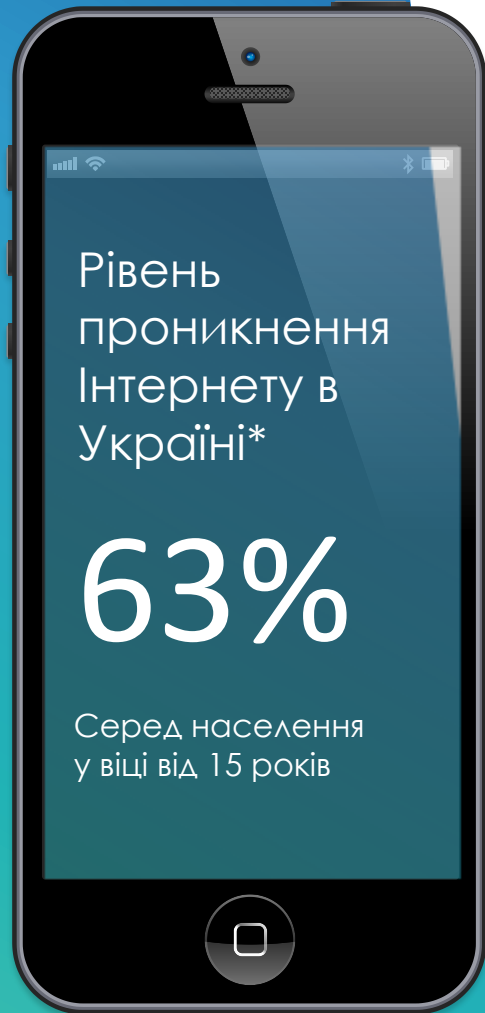 Рівень
проникнення
Інтернету в
Україні*
63%
Серед населення
у віці від 15 років